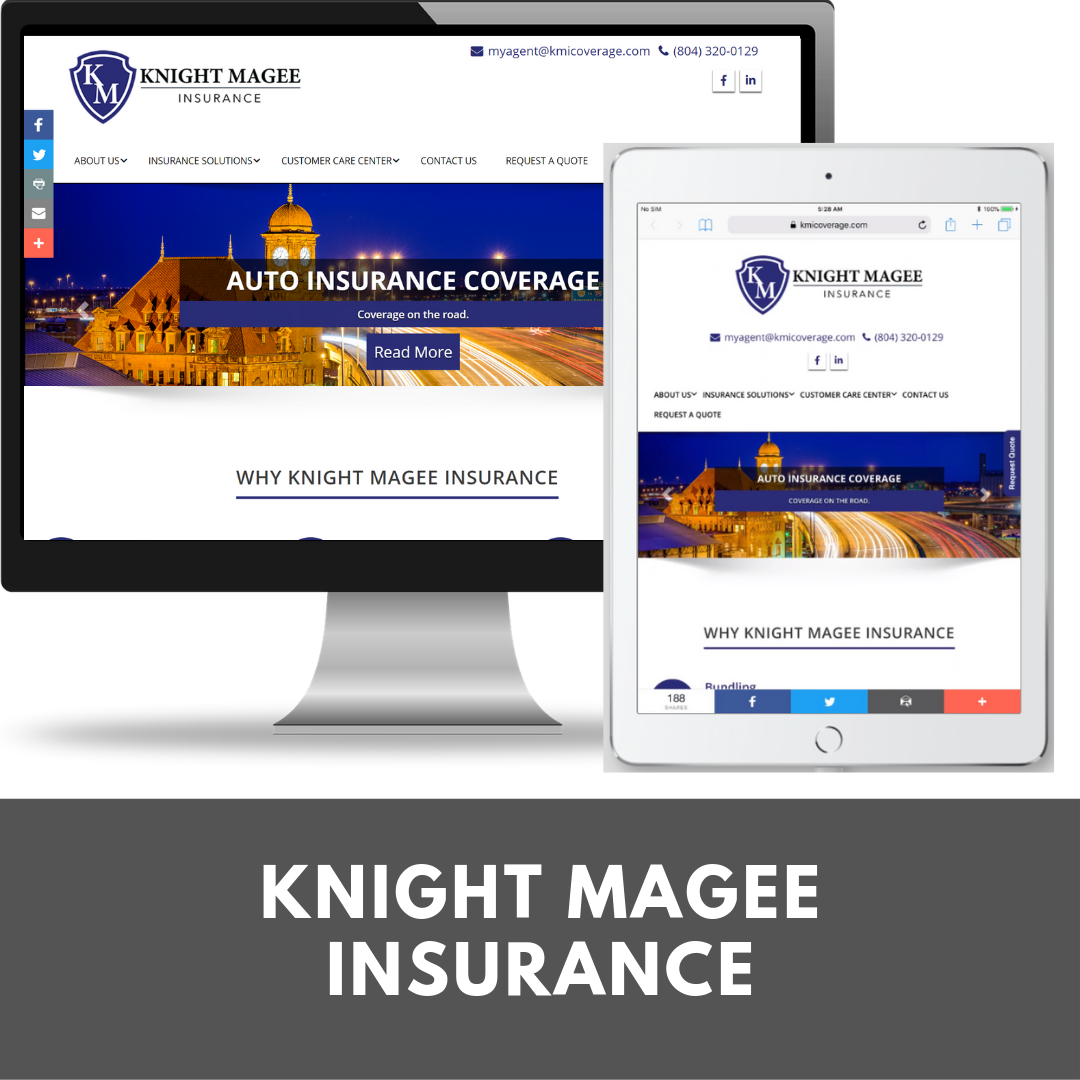 myagent@kmicoverage.com (804) 320-0129
KM
KNIGHT MAGEE
INSURANCE
ABOUT US INSURANCE SOLUTIONS CUSTOMER CARE CENTER CONTACT US REQUEST A QUOTE
AUTO INSURANCE COVERAGE
Coverage on the road.
Read More
WHY KNIGHT MAGEE INSURANCE
No SIM 5:28 AM 100%
kmicoverage.com
KM
KNIGHT MAGEE
INSURANCE
myagent@kmicoverage.com (804) 320-0129
ABOUT US INSURANCE SOLUTIONS CUSTOMER CARE CENTER CONTACT US
REQUEST A QUOTE
Request Quote
AUTO INSURANCE COVERAGE
COVERAGE ON THE ROAD.
WHY KNIGHT MAGEE INSURANCE
Bundling
188
SHARES
KNIGHT MAGEE
INSURANCE